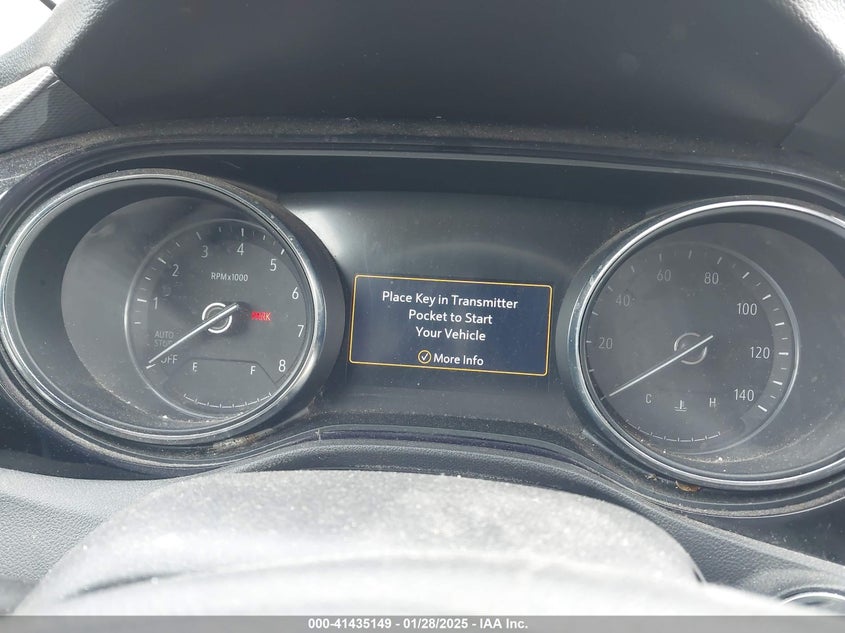 RPMx1000
1
2
3
4
5
6
7
8
AUTO
STOP
OFF
E F
Place Key in Transmitter
Pocket to Start
Your Vehicle
More Info
20
40
60
80
100
120
140
C H
000-41435149 - 01/28/2025 - IAA Inc.